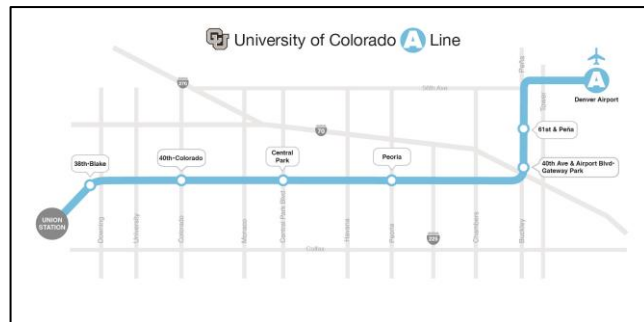 CU University of Colorado A Line
Peña
A
Denver Airport
270
56th Ave
Tower
70
61st & Peña
38th-Blake
40th-Colorado
Central
Park
Peoria
40th Ave & Airport Blvd-
Gateway Park
UNION
STATION
Downing
University
Colorado
Monaco
Central Park Blvd
Havana
Peoria
225
Chambers
Buckley
Colfax